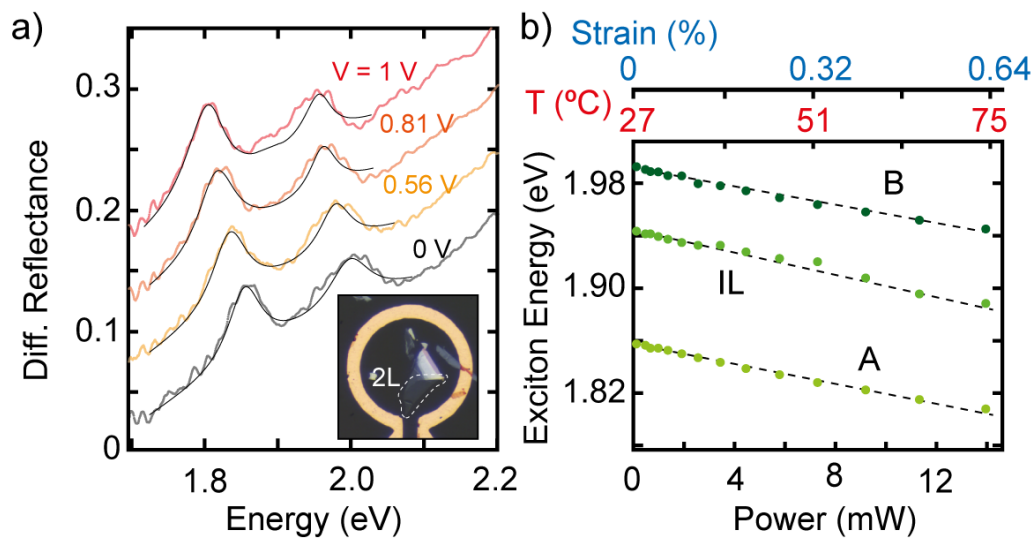 a)
Diff. Reflectance
0.3
0.2
0.1
0
V = 1 V
0.81 V
0.56 V
0 V
2L
1.8 2.0 2.2
Energy (eV)
b)
Strain (%)
0 0.32 0.64
T (ºC)
27 51 75
Exciton Energy (eV)
1.98
1.90
1.82
B
IL
A
0 4 8 12
Power (mW)